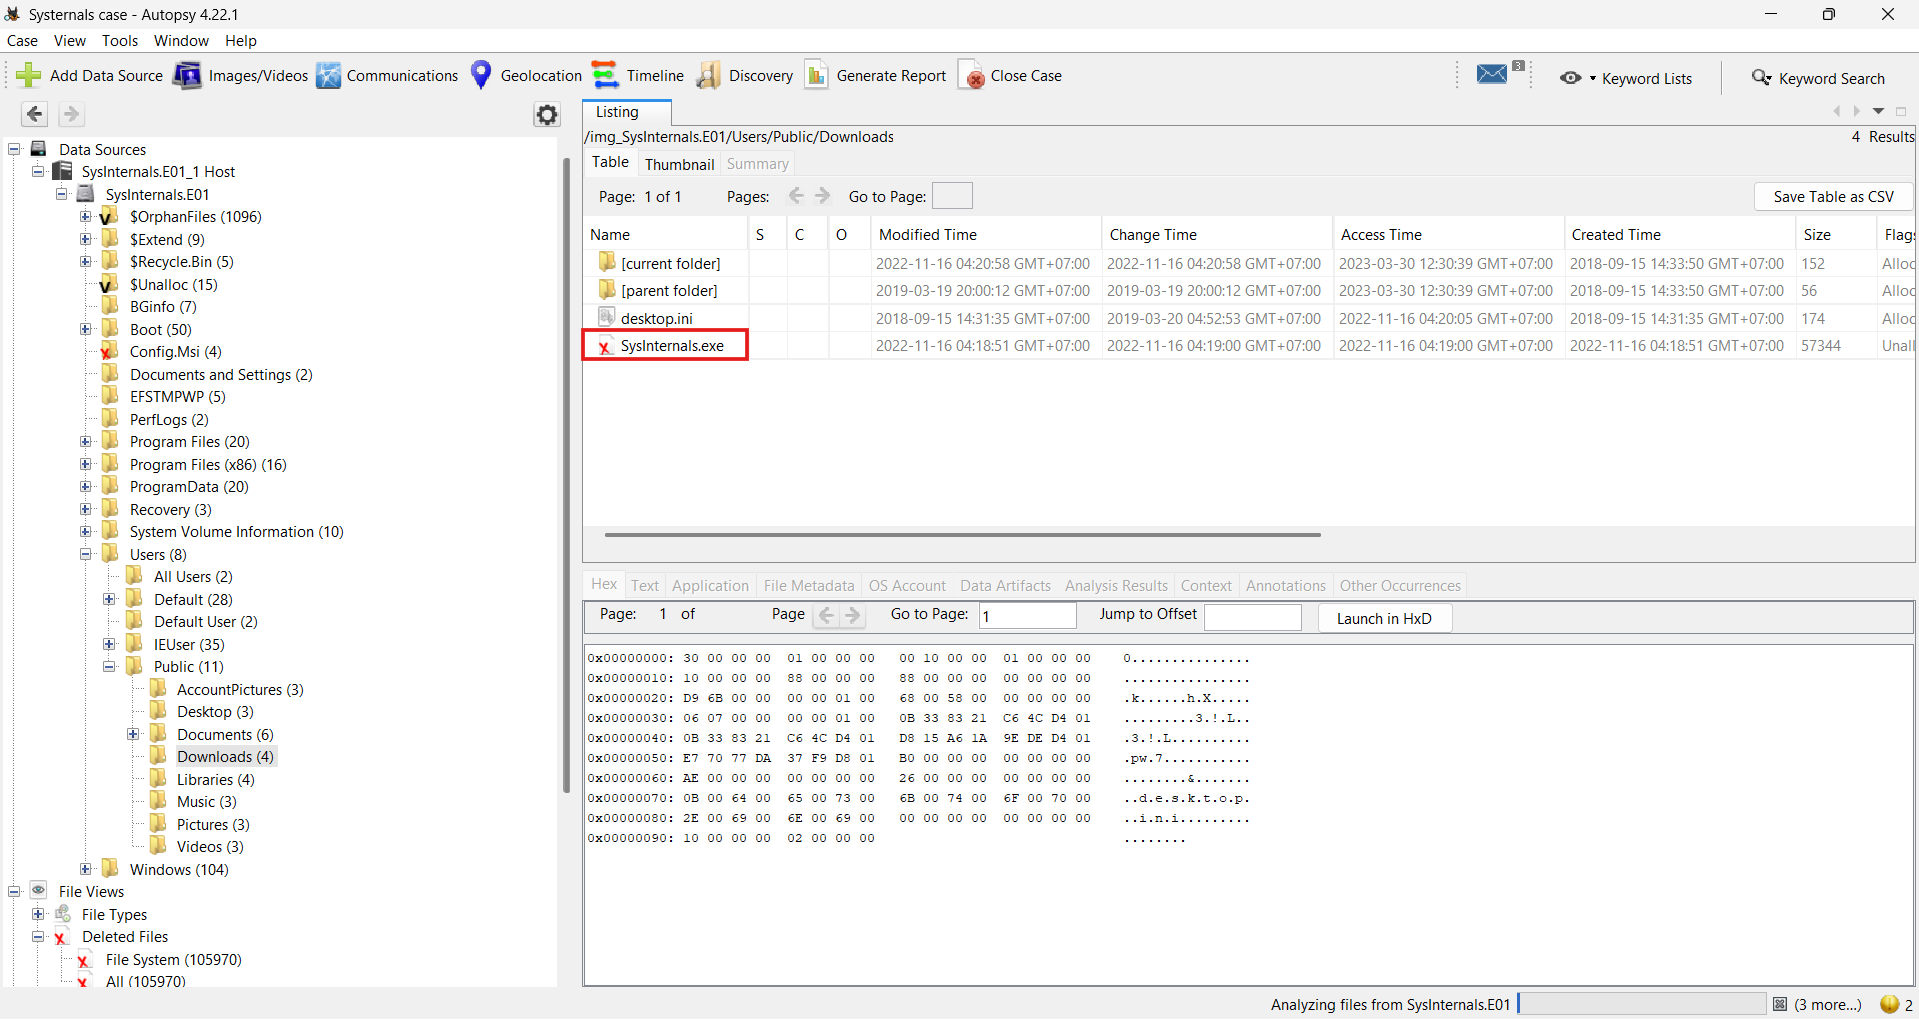 Systernals case - Autopsy 4.22.1
Case View Tools Window Help
Add Data Source Images/Videos Communications Geolocation Timeline Discovery Generate Report Close Case 3 Keyword Lists Keyword Search
Data Sources
SysInternals.E01_1 Host
SysInternals.E01
$OrphanFiles (1096)
$Extend (9)
$Recycle.Bin (5)
$Unalloc (15)
BGinfo (7)
Boot (50)
Config.Msi (4)
Documents and Settings (2)
EFSTMPWP (5)
PerfLogs (2)
Program Files (20)
Program Files (x86) (16)
ProgramData (20)
Recovery (3)
System Volume Information (10)
Users (8)
All Users (2)
Default (28)
Default User (2)
IEUser (35)
Public (11)
AccountPictures (3)
Desktop (3)
Documents (6)
Downloads (4)
Libraries (4)
Music (3)
Pictures (3)
Videos (3)
Windows (104)
File Views
File Types
Deleted Files
File System (105970)
All (105970)
Listing
/img_SysInternals.E01/Users/Public/Downloads
4 Results
Table Thumbnail Summary
Page: 1 of 1 Pages: Go to Page: Save Table as CSV
Name S C O Modified Time Change Time Access Time Created Time Size Flags
[current folder] 2022-11-16 04:20:58 GMT+07:00 2022-11-16 04:20:58 GMT+07:00 2023-03-30 12:30:39 GMT+07:00 2018-09-15 14:33:50 GMT+07:00 152 Alloc
[parent folder] 2019-03-19 20:00:12 GMT+07:00 2019-03-19 20:00:12 GMT+07:00 2023-03-30 12:30:39 GMT+07:00 2018-09-15 14:33:50 GMT+07:00 56 Alloc
desktop.ini 2018-09-15 14:31:35 GMT+07:00 2019-03-20 04:52:53 GMT+07:00 2022-11-16 04:20:05 GMT+07:00 2018-09-15 14:31:35 GMT+07:00 174 Alloc
SysInternals.exe 2022-11-16 04:18:51 GMT+07:00 2022-11-16 04:19:00 GMT+07:00 2022-11-16 04:19:00 GMT+07:00 2022-11-16 04:18:51 GMT+07:00 57344 Unall
Hex Text Application File Metadata OS Account Data Artifacts Analysis Results Context Annotations Other Occurrences
Page: 1 of Page Go to Page: 1 Jump to Offset Launch in HxD
0x00000000: 30 00 00 00 01 00 00 00 00 10 00 00 01 00 00 00 0...............
0x00000010: 10 00 00 00 88 00 00 00 88 00 00 00 00 00 00 00 ................
0x00000020: D9 6B 00 00 00 00 01 00 68 00 58 00 00 00 00 00 .k......h.X.....
0x00000030: 06 07 00 00 00 00 01 00 0B 33 83 21 C6 4C D4 01 .........3.!.L..
0x00000040: 0B 33 83 21 C6 4C D4 01 D8 15 A6 1A 9E DE D4 01 .3.!.L..........
0x00000050: E7 70 77 DA 37 F9 D8 01 B0 00 00 00 00 00 00 00 .pw.7...........
0x00000060: AE 00 00 00 00 00 00 00 26 00 00 00 00 00 00 00 ........&.......
0x00000070: 0B 00 64 00 65 00 73 00 6B 00 74 00 6F 00 70 00 ..d.e.s.k.t.o.p.
0x00000080: 2E 00 69 00 6E 00 69 00 00 00 00 00 00 00 00 00 ..i.n.i.........
0x00000090: 10 00 00 00 02 00 00 00 ........
Analyzing files from SysInternals.E01 (3 more...) 2